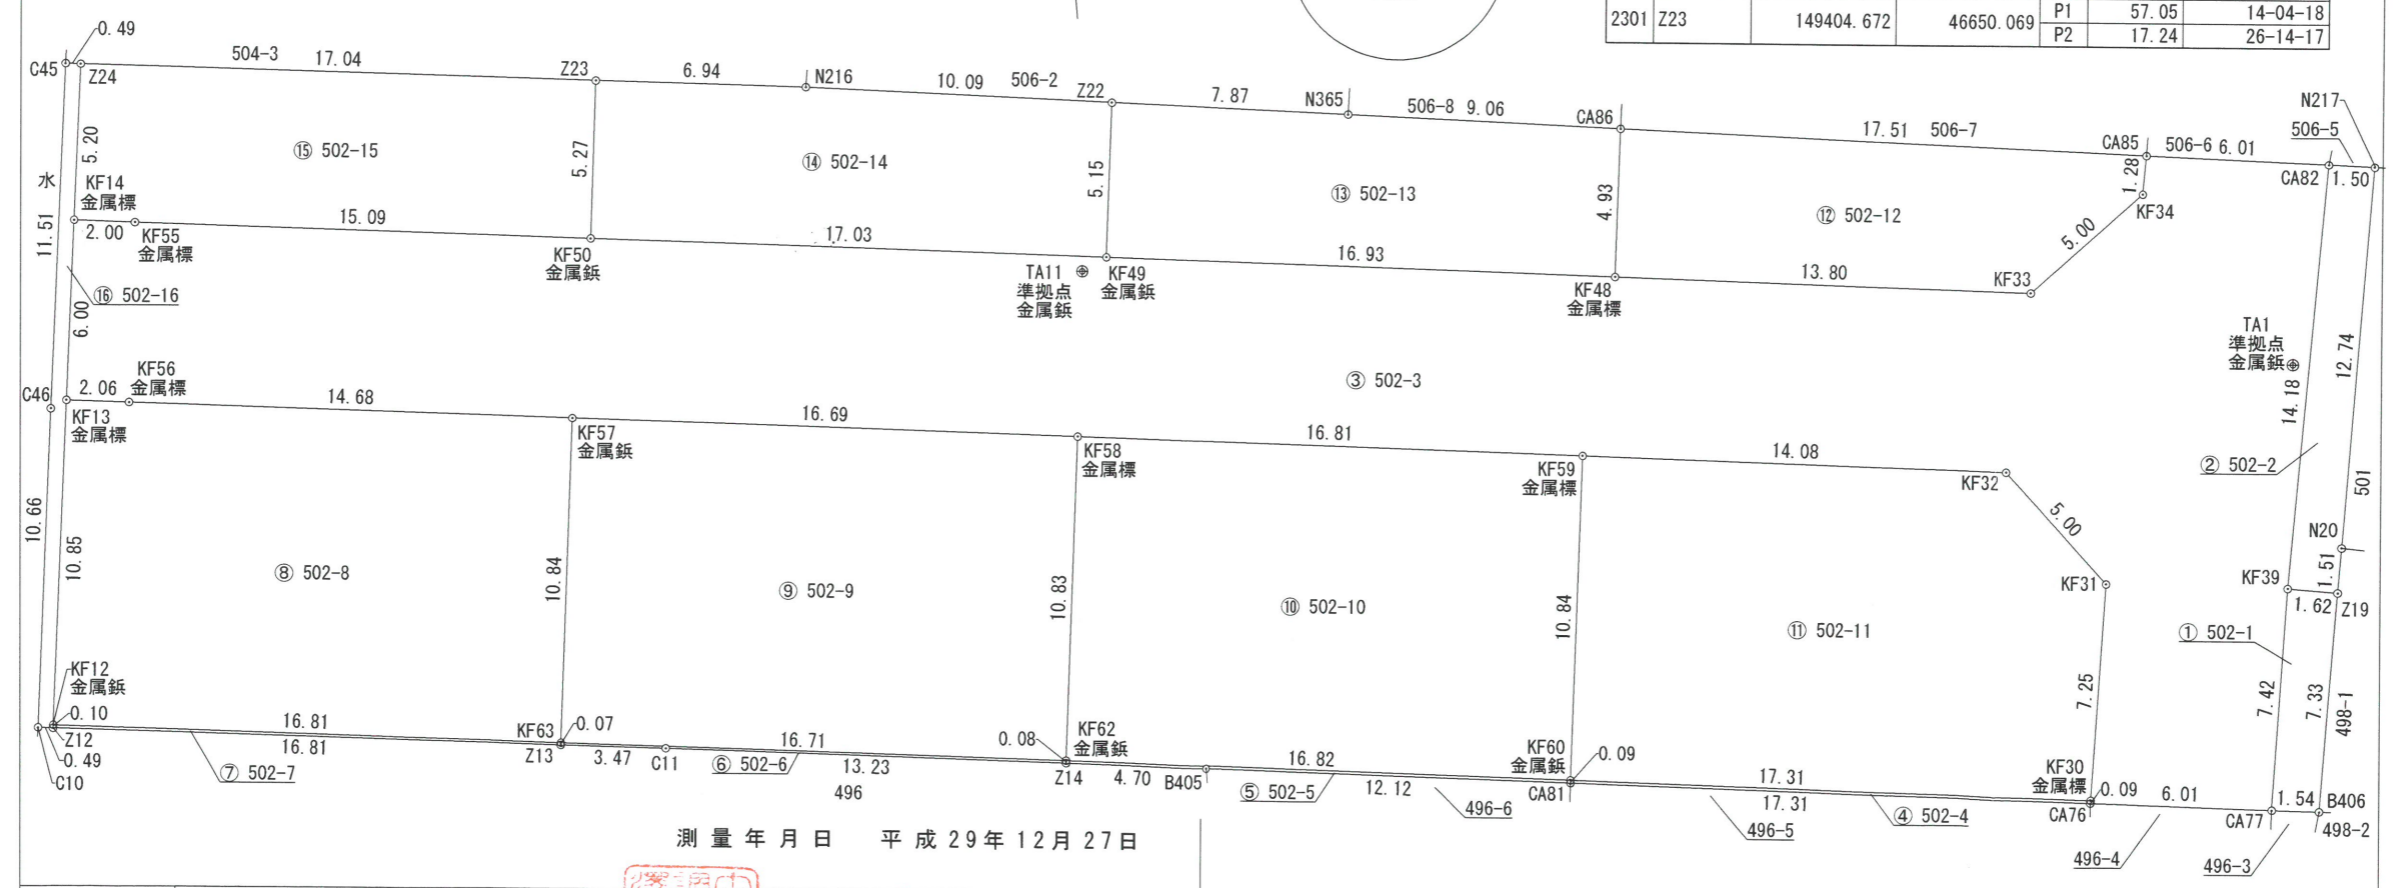 2301 Z23 149404.672 46650.069 P1 57.05 14-04-18
P2 17.24 26-14-17
0.49
C45
Z24
504-3
17.04
Z23
6.94
N216
10.09
506-2
Z22
7.87
N365
506-8 9.06
CA86
17.51
506-7
CA85
506-6 6.01
N217
506-5
CA82
1.50
水
11.51
5.20
⑮ 502-15
5.27
⑭ 502-14
5.15
⑬ 502-13
4.93
⑫ 502-12
1.28
KF34
5.00
KF14
金属標
2.00
KF55
金属標
15.09
KF50
金属鋲
17.03
TA11
準拠点
金属鋲
KF49
金属鋲
16.93
KF48
金属標
13.80
KF33
⑯ 502-16
6.00
③ 502-3
TA1
準拠点
金属鋲
14.18
12.74
② 502-2
501
C46
2.06
KF56
金属標
KF13
金属標
14.68
KF57
金属鋲
16.69
KF58
金属標
16.81
KF59
金属標
14.08
KF32
5.00
KF31
N20
1.51
KF39
1.62
Z19
10.66
10.85
⑧ 502-8
10.84
⑨ 502-9
10.83
⑩ 502-10
10.84
⑪ 502-11
7.25
① 502-1
7.42
7.33
498-1
KF12
金属鋲
0.10
Z12
0.49
C10
16.81
16.81
⑦ 502-7
KF63
0.07
Z13
3.47
C11
16.71
⑥ 502-6
13.23
496
0.08
KF62
金属鋲
Z14
4.70
B405
16.82
⑤ 502-5
12.12
496-6
KF60
金属鋲
0.09
CA81
17.31
17.31
496-5
④ 502-4
KF30
金属標
0.09
CA76
6.01
496-4
CA77
1.54
B406
498-2
496-3
測量年月日 平成29年12月27日